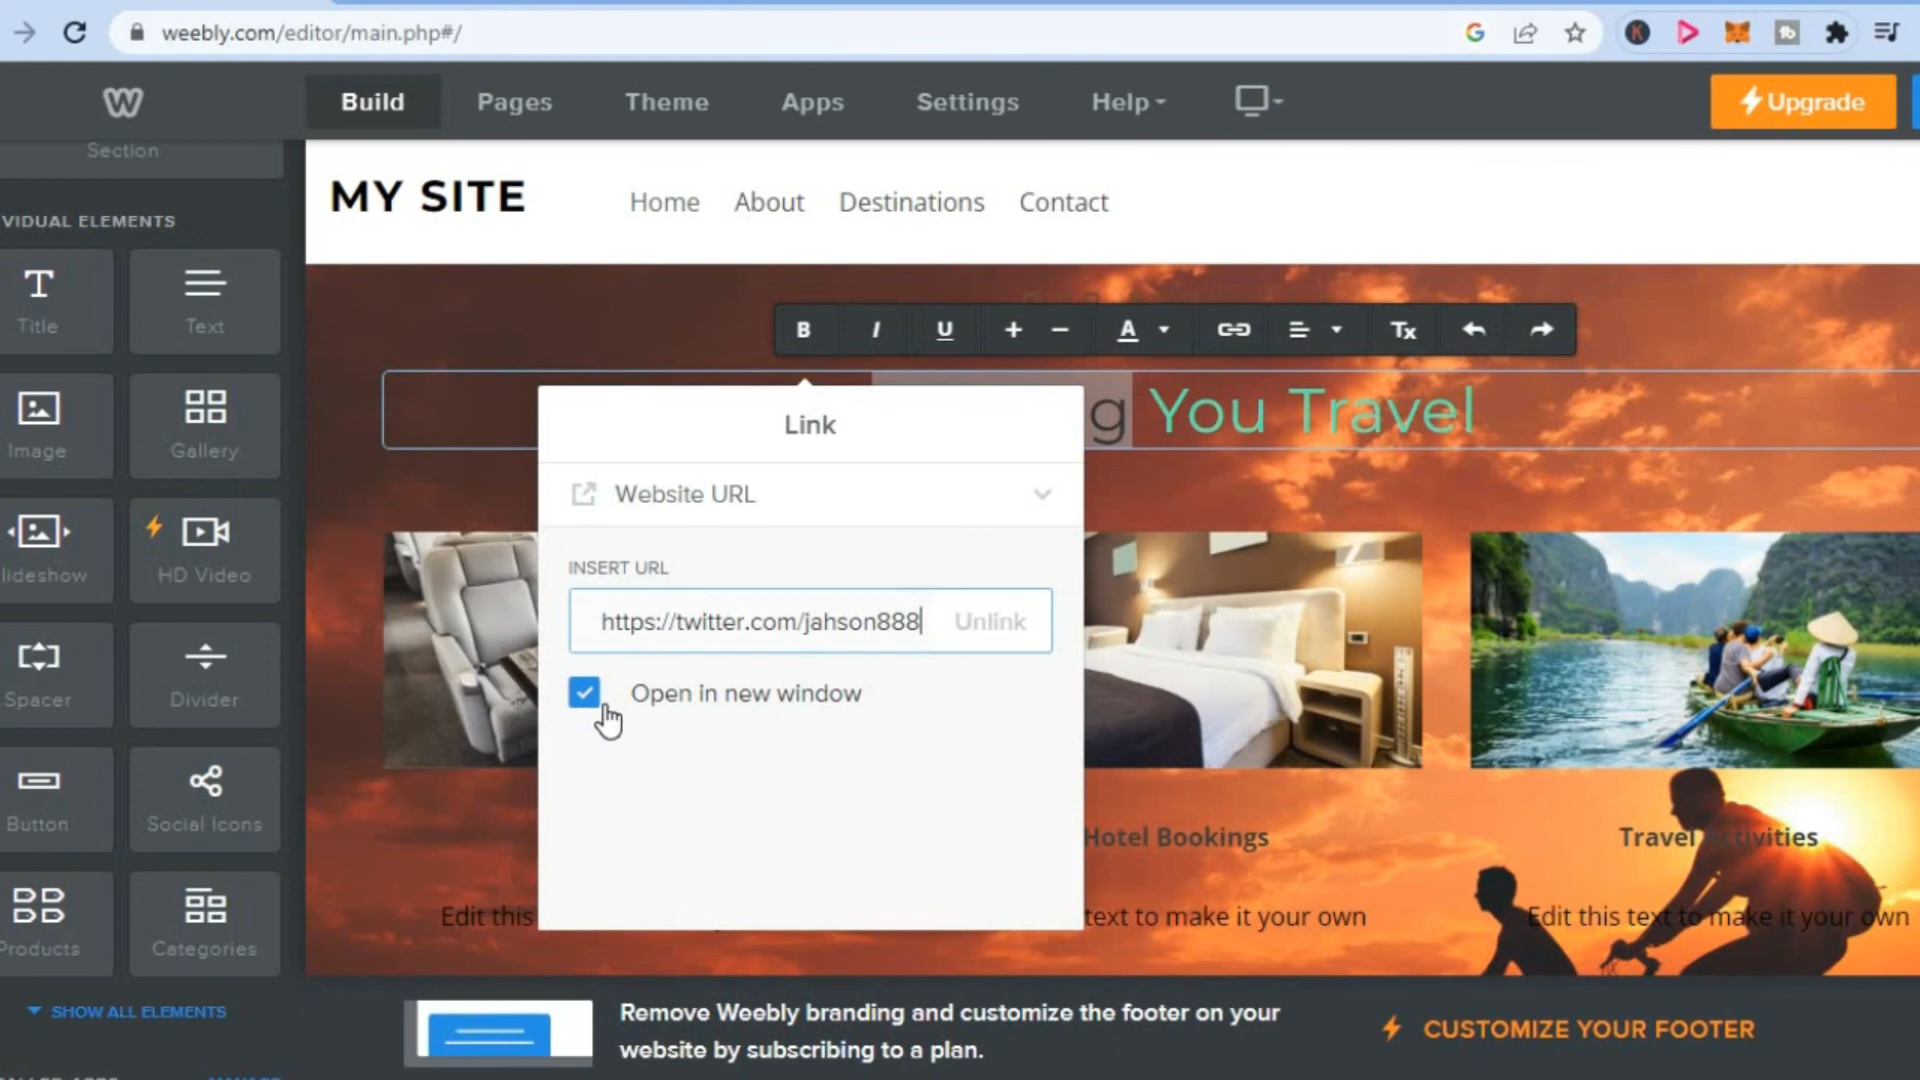 weebly.com/editor/main.php#/
Build
Pages
Theme
Apps
Settings
Help
Upgrade
Section
VIDUAL ELEMENTS
Title
Text
Image
Gallery
lideshow
HD Video
Spacer
Divider
Button
Social Icons
Products
Categories
SHOW ALL ELEMENTS
MY SITE
Home
About
Destinations
Contact
B I U + − A Tx
g You Travel
Link
Website URL
INSERT URL
https://twitter.com/jahson888
Unlink
Open in new window
Hotel Bookings
Travel Activities
Edit this
text to make it your own
Edit this text to make it your own
Remove Weebly branding and customize the footer on your
website by subscribing to a plan.
CUSTOMIZE YOUR FOOTER